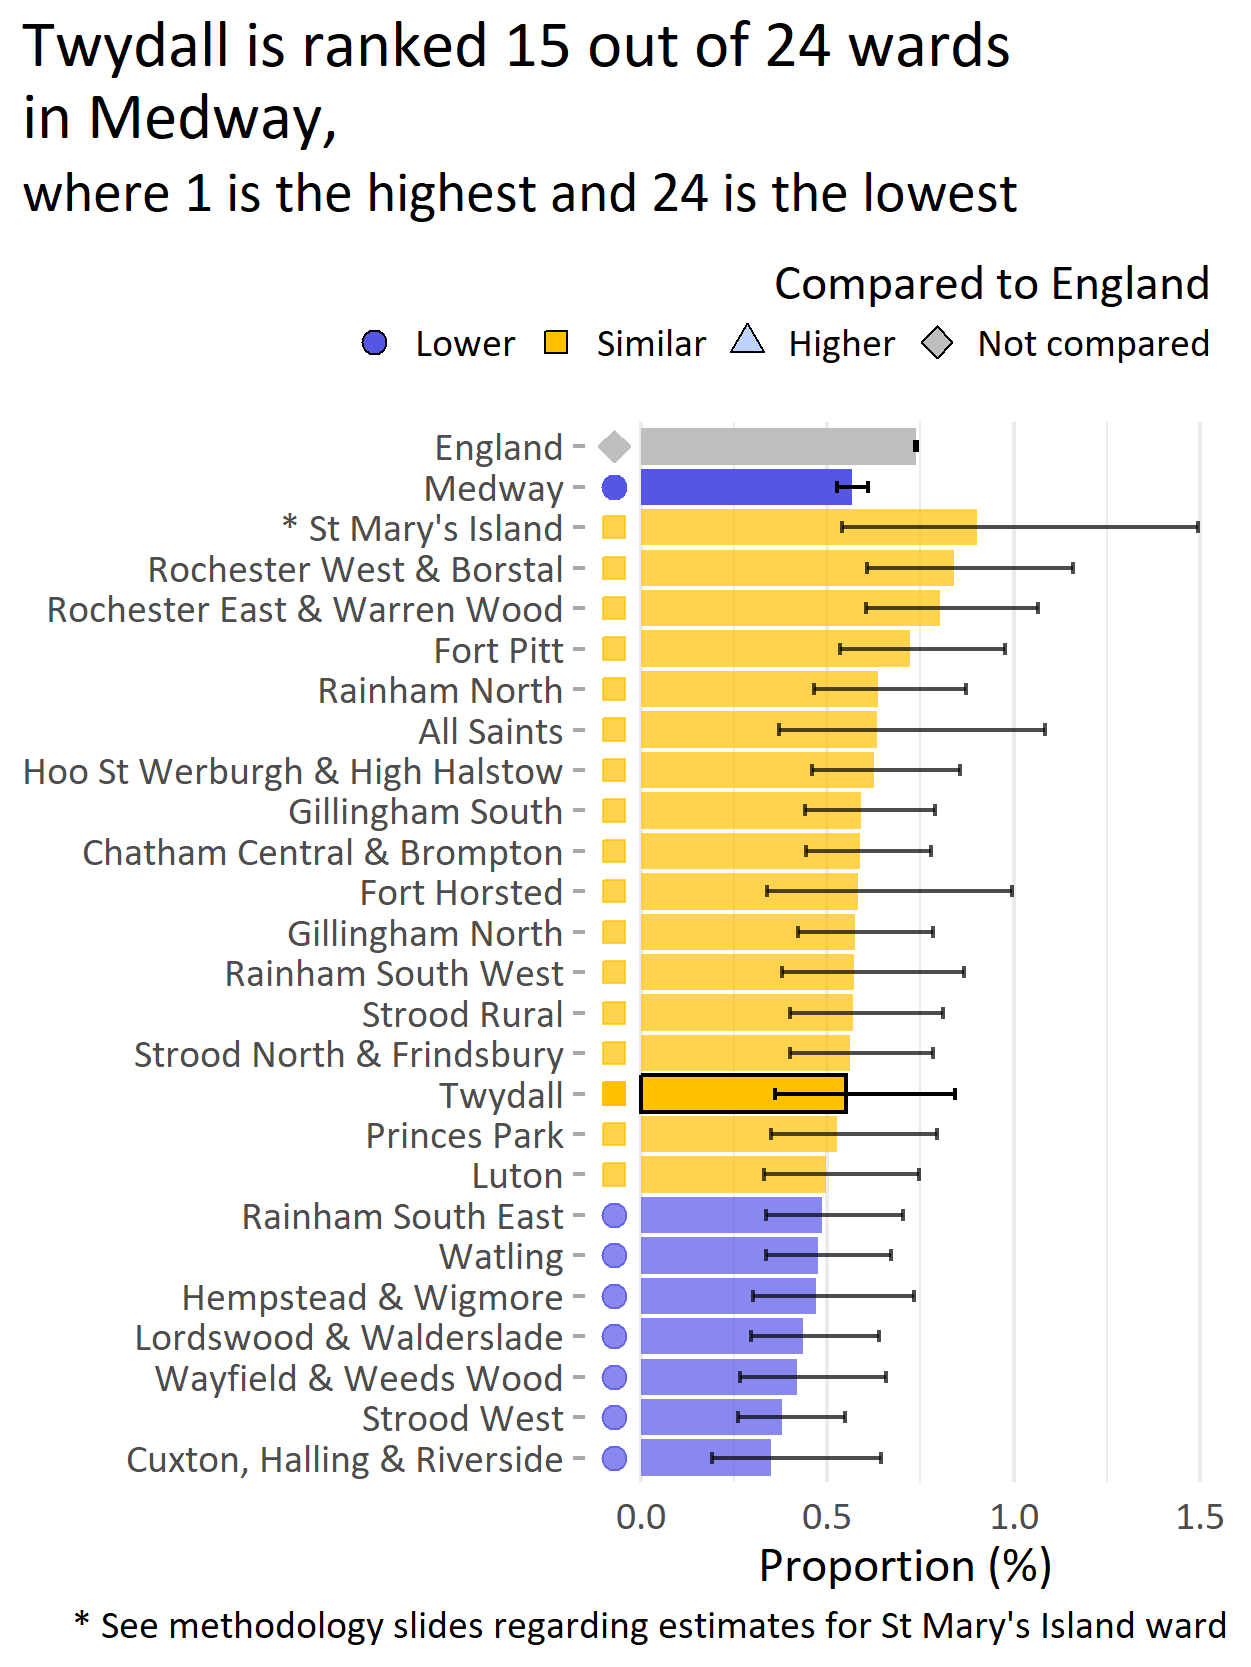 Twydall is ranked 15 out of 24 wards
in Medway,
where 1 is the highest and 24 is the lowest
Compared to England
Lower Similar Higher Not compared
England
Medway
* St Mary's Island
Rochester West & Borstal
Rochester East & Warren Wood
Fort Pitt
Rainham North
All Saints
Hoo St Werburgh & High Halstow
Gillingham South
Chatham Central & Brompton
Fort Horsted
Gillingham North
Rainham South West
Strood Rural
Strood North & Frindsbury
Twydall
Princes Park
Luton
Rainham South East
Watling
Hempstead & Wigmore
Lordswood & Walderslade
Wayfield & Weeds Wood
Strood West
Cuxton, Halling & Riverside
0.0 0.5 1.0 1.5
Proportion (%)
* See methodology slides regarding estimates for St Mary's Island ward